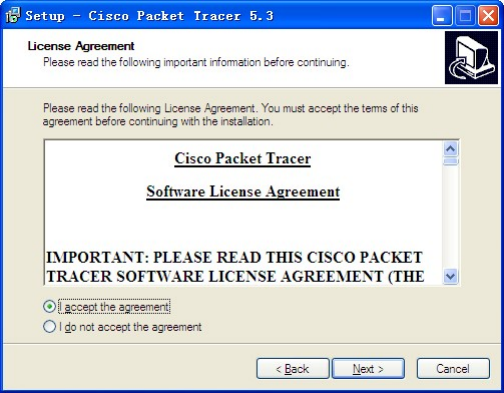 Setup - Cisco Packet Tracer 5.3
License Agreement
Please read the following important information before continuing.
Please read the following License Agreement. You must accept the terms of this
agreement before continuing with the installation.
Cisco Packet Tracer
Software License Agreement
IMPORTANT: PLEASE READ THIS CISCO PACKET
TRACER SOFTWARE LICENSE AGREEMENT (THE
I accept the agreement
I do not accept the agreement
< Back
Next >
Cancel